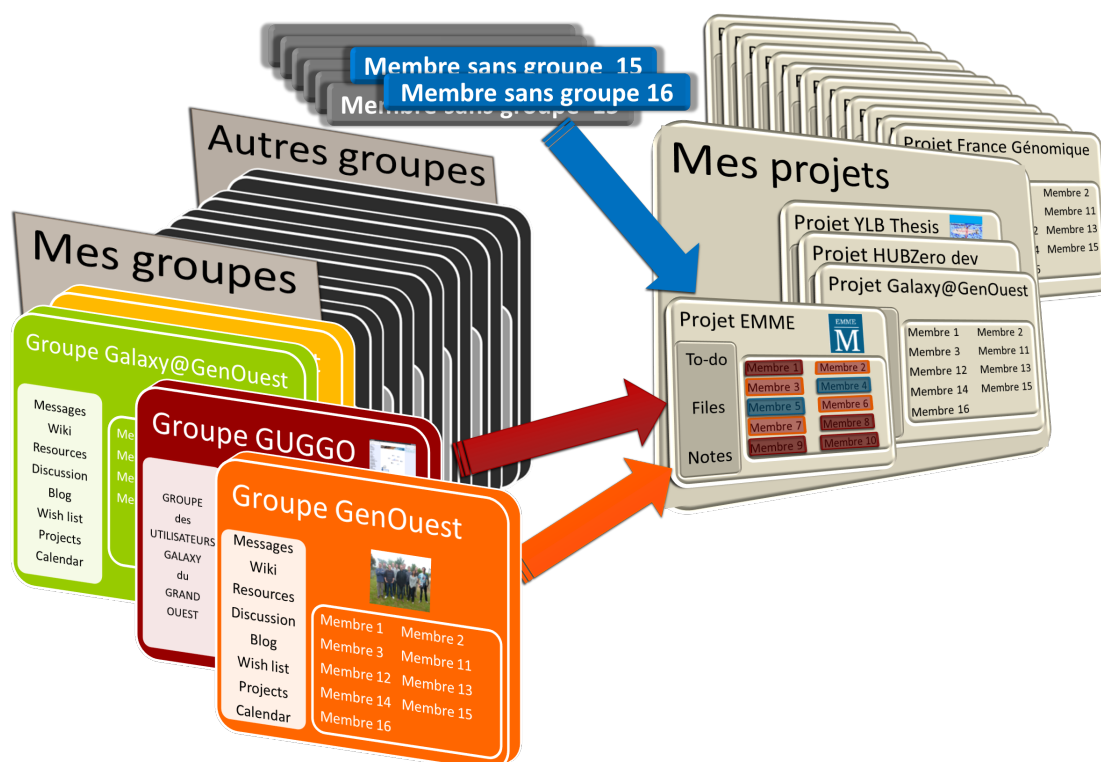 Membre sans groupe 15
Membre sans groupe 16
Membre sans groupe
Autres groupes
Mes groupes
Groupe Galaxy@GenOuest
Messages
Wiki
Resources
Discussion
Blog
Wish list
Projects
Calendar
Groupe GUGGO
GROUPE
des
UTILISATEURS
GALAXY
du
GRAND
OUEST
Groupe GenOuest
Messages
Wiki
Resources
Discussion
Blog
Wish list
Projects
Calendar
Membre 1 Membre 2
Membre 3 Membre 11
Membre 12 Membre 13
Membre 14 Membre 15
Membre 16
Mes projets
Projet France Génomique
Membre 2
Membre 11
Membre 13
Membre 15
Projet YLB Thesis
Projet HUBZero dev
Projet Galaxy@GenOuest
Membre 1 Membre 2
Membre 3 Membre 11
Membre 12 Membre 13
Membre 14 Membre 15
Membre 16
Projet EMME
EMME
M
To-do
Files
Notes
Membre 1 Membre 2
Membre 3 Membre 4
Membre 5 Membre 6
Membre 7 Membre 8
Membre 9 Membre 10